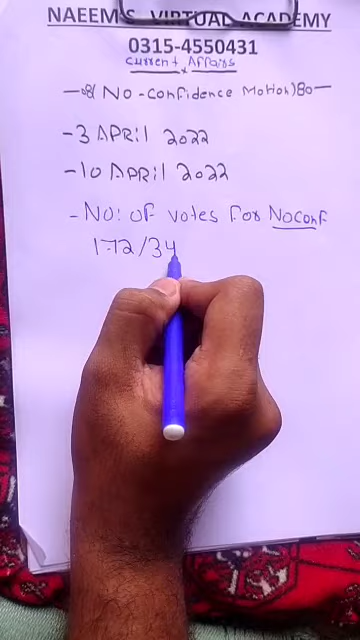 NAEEM'S VIRTUAL ACADEMY
0315-4550431
Current Affairs
No-Confidence Motion
-3 APRil 2022
-10 APRil 2022
-NO: OF votes For Noconf
172/34